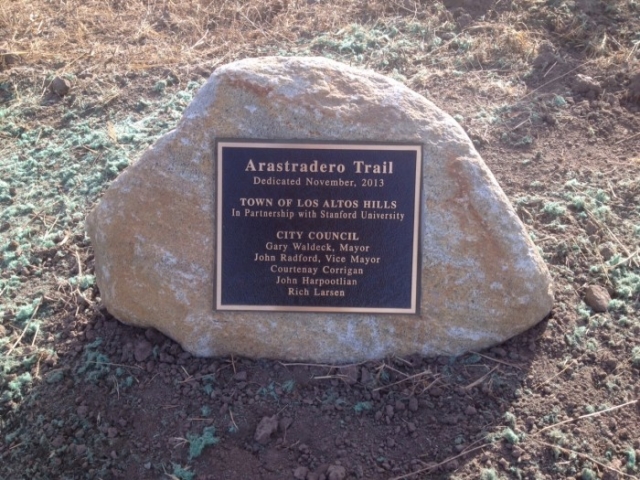 Arastradero Trail
Dedicated November, 2013
TOWN OF LOS ALTOS HILLS
In Partnership with Stanford University
CITY COUNCIL
Gary Waldeck, Mayor
John Radford, Vice Mayor
Courtenay Corrigan
John Harpootlian
Rich Larsen